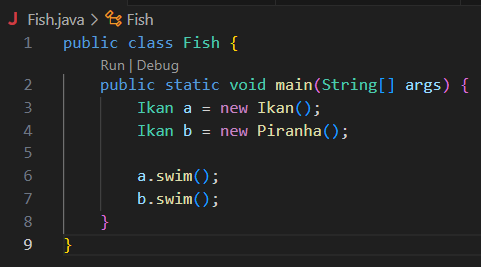 J Fish.java > Fish
1 public class Fish {
Run | Debug
2 public static void main(String[] args) {
3 Ikan a = new Ikan();
4 Ikan b = new Piranha();
5
6 a.swim();
7 b.swim();
8 }
9 }